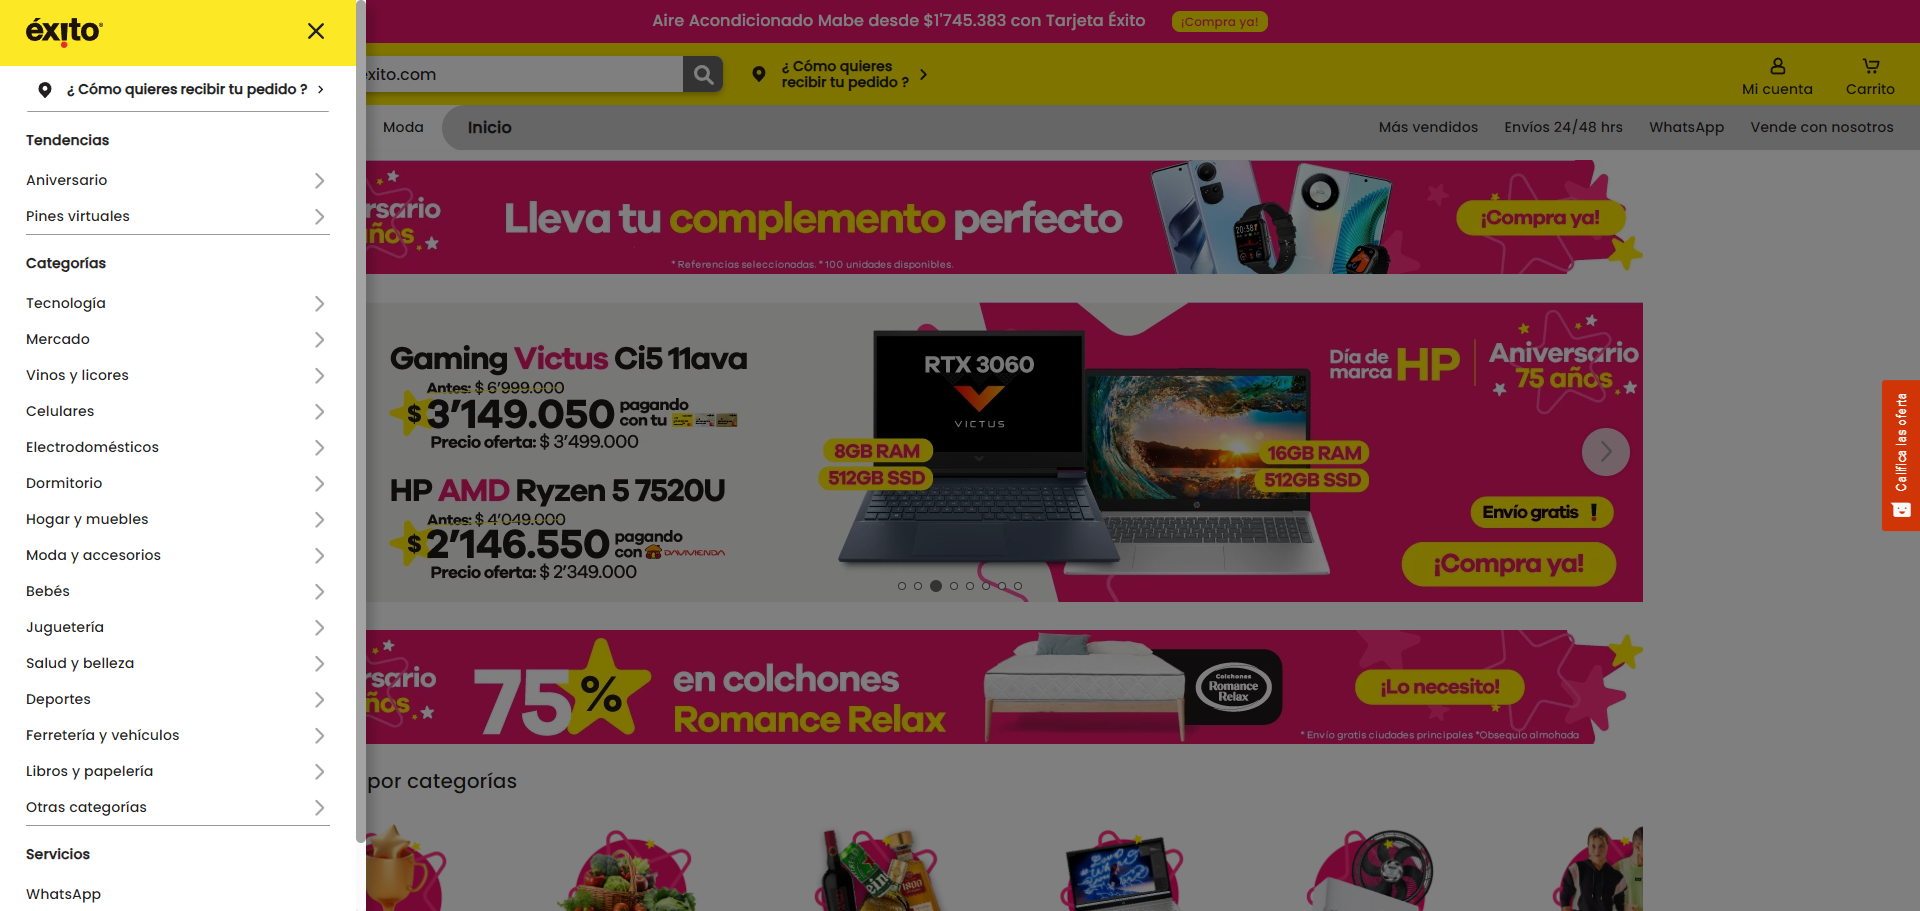 éxito
¿ Cómo quieres recibir tu pedido ?
Tendencias
Aniversario
Pines virtuales
Categorías
Tecnología
Mercado
Vinos y licores
Celulares
Electrodomésticos
Dormitorio
Hogar y muebles
Moda y accesorios
Bebés
Juguetería
Salud y belleza
Deportes
Ferretería y vehículos
Libros y papelería
Otras categorías
Servicios
WhatsApp
Aire Acondicionado Mabe desde $1'745.383 con Tarjeta Éxito
¡Compra ya!
éxito.com
¿ Cómo quieres
recibir tu pedido ?
Mi cuenta
Carrito
Moda
Inicio
Más vendidos
Envíos 24/48 hrs
WhatsApp
Vende con nosotros
rsario
años.
Lleva tu complemento perfecto
* Referencias seleccionadas. * 100 unidades disponibles.
20:38
¡Compra ya!
Gaming Victus Ci5 11ava
Antes: $ 6'999.000
$ 3'149.050 pagando
con tu
Precio oferta: $ 3'499.000
HP AMD Ryzen 5 7520U
Antes: $ 4'049.000
$ 2'146.550 pagando
con DAVIVIENDA
Precio oferta: $ 2'349.000
RTX 3060
VICTUS
8GB RAM
512GB SSD
16GB RAM
512GB SSD
Día de
marca HP
Aniversario
75 años.
Envío gratis !
¡Compra ya!
Califica las oferta
rsario
ños.
75%
en colchones
Romance Relax
Colchones
Romance
Relax
¡Lo necesito!
* Envío gratis ciudades principales *Obsequio almohada
por categorías
1800